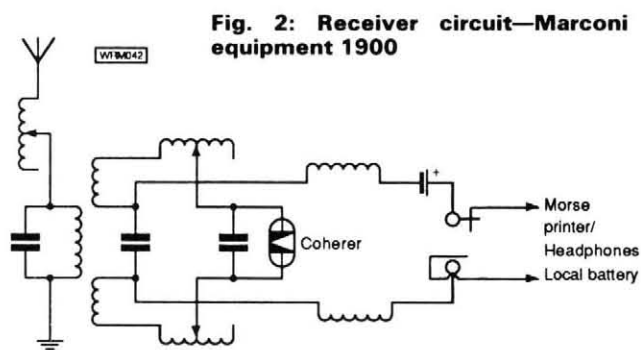 Fig. 2: Receiver circuit—Marconi
equipment 1900
WRM042
+
Coherer
Morse
printer/
Headphones
Local battery